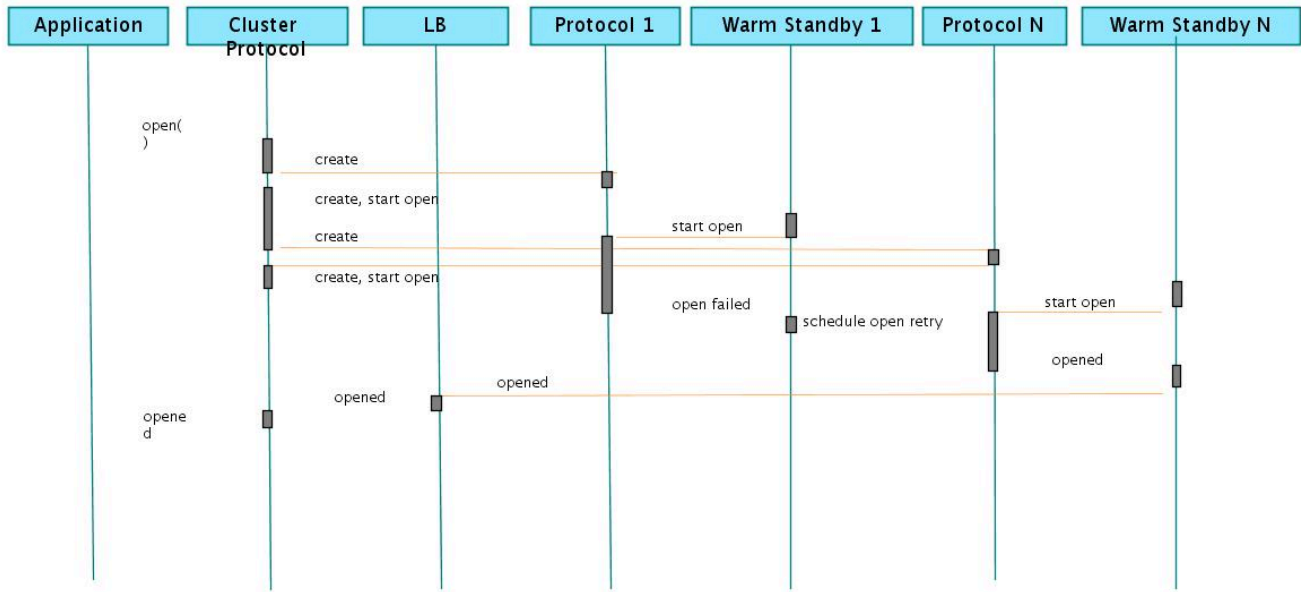 Application
Cluster
Protocol
LB
Protocol 1
Warm Standby 1
Protocol N
Warm Standby N
open(
)
create
create, start open
start open
create
create, start open
open failed
start open
schedule open retry
opened
opened
opened
opene
d